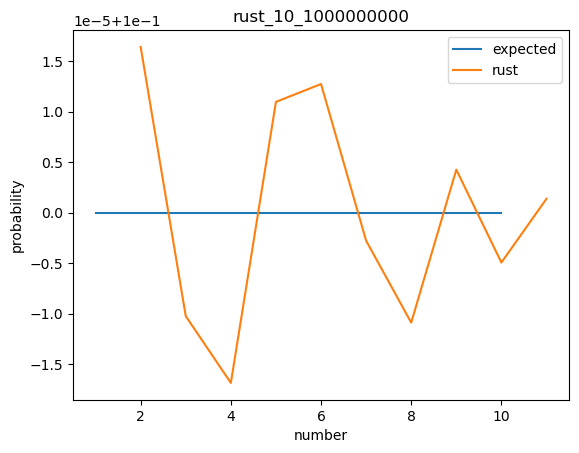 rust_10_1000000000
1e−5+1e−1
expected
rust
1.5
1.0
0.5
0.0
−0.5
−1.0
−1.5
probability
2 4 6 8 10
number